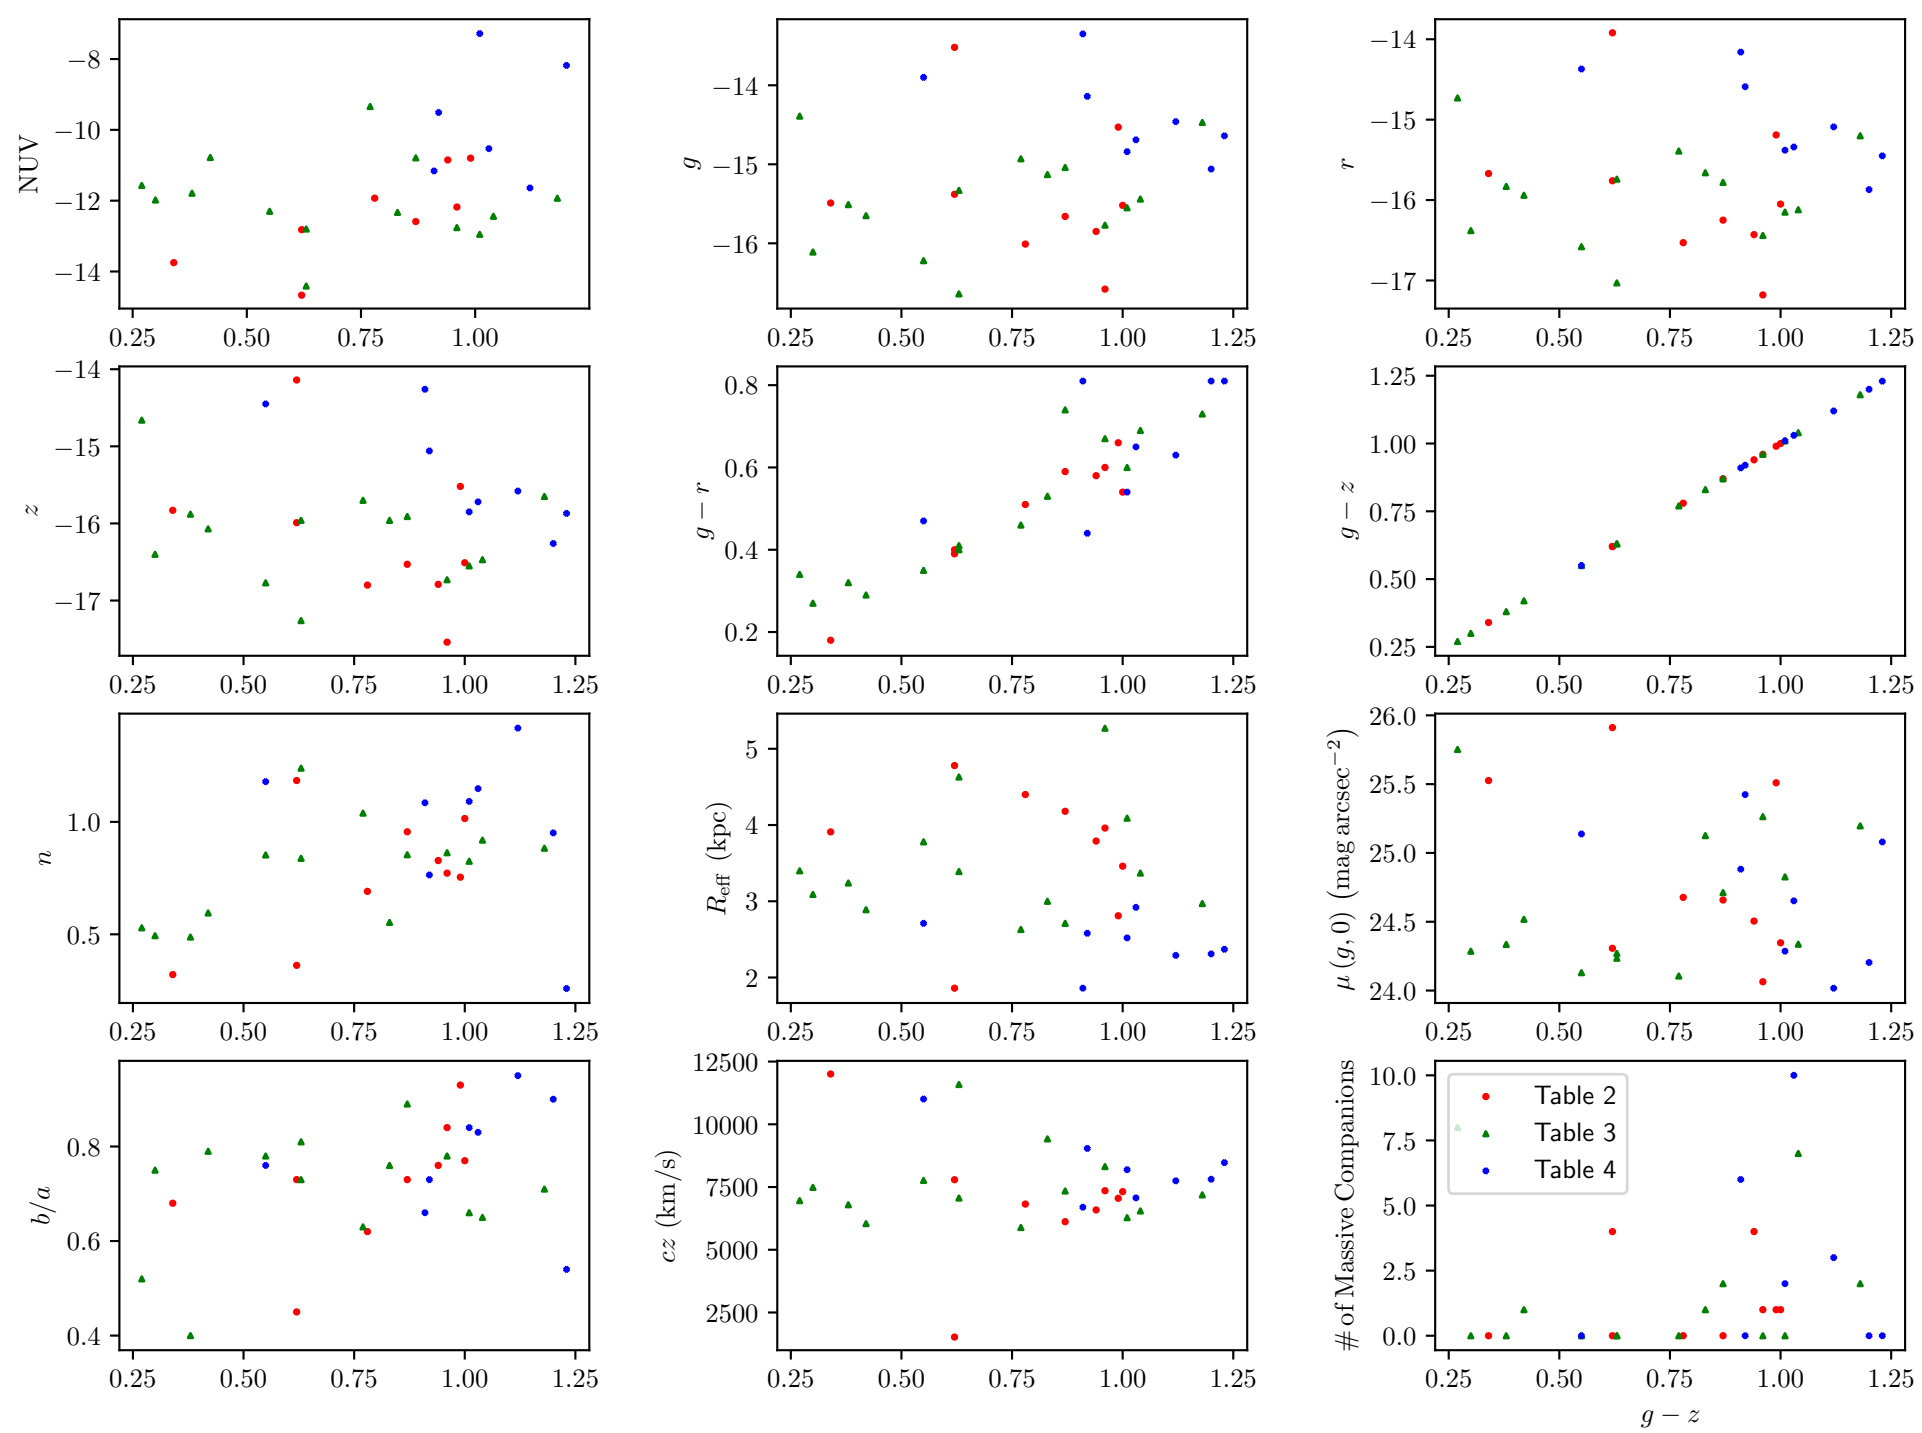 NUV
−8
−10
−12
−14
0.25 0.50 0.75 1.00
g
−14
−15
−16
0.25 0.50 0.75 1.00 1.25
r
−14
−15
−16
−17
0.25 0.50 0.75 1.00 1.25
z
−14
−15
−16
−17
0.25 0.50 0.75 1.00 1.25
g − r
0.8
0.6
0.4
0.2
0.25 0.50 0.75 1.00 1.25
g − z
1.25
1.00
0.75
0.50
0.25
0.25 0.50 0.75 1.00 1.25
n
1.0
0.5
0.25 0.50 0.75 1.00 1.25
R_eff (kpc)
5
4
3
2
0.25 0.50 0.75 1.00 1.25
μ (g, 0) (mag arcsec⁻²)
26.0
25.5
25.0
24.5
24.0
0.25 0.50 0.75 1.00 1.25
b/a
0.8
0.6
0.4
0.25 0.50 0.75 1.00 1.25
cz (km/s)
12500
10000
7500
5000
2500
0.25 0.50 0.75 1.00 1.25
# of Massive Companions
10.0
7.5
5.0
2.5
0.0
Table 2
Table 3
Table 4
0.25 0.50 0.75 1.00 1.25
g − z